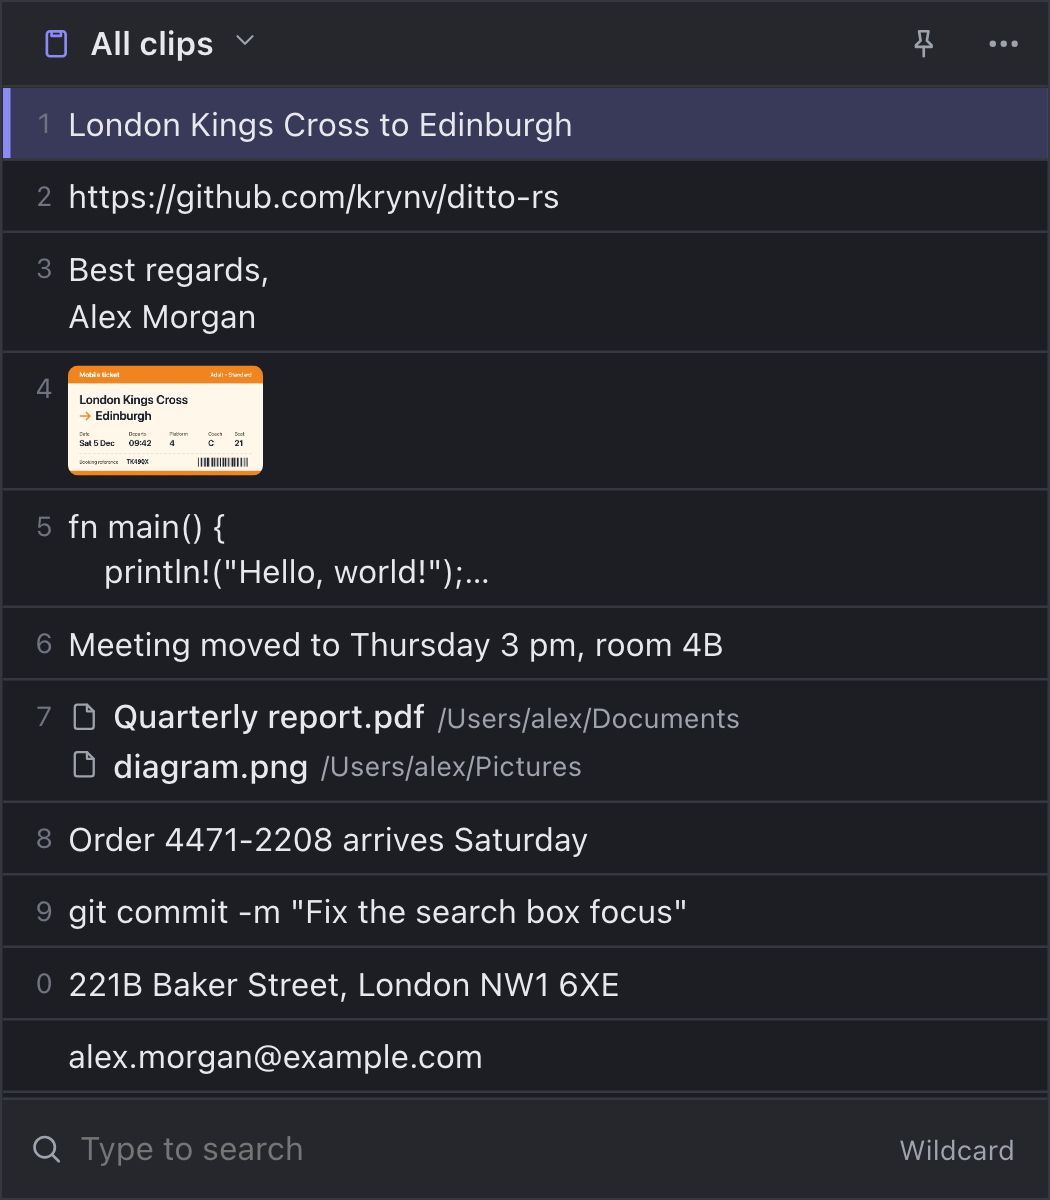 All clips
1 London Kings Cross to Edinburgh
2 https://github.com/krynv/ditto-rs
3 Best regards,
Alex Morgan
4
Mobile ticket Adult · Standard
London Kings Cross
→ Edinburgh
Date Departs Platform Coach Seat
Sat 5 Dec 09:42 4 C 21
Booking reference TK49QX
5 fn main() {
println!("Hello, world!");...
6 Meeting moved to Thursday 3 pm, room 4B
7 Quarterly report.pdf /Users/alex/Documents
diagram.png /Users/alex/Pictures
8 Order 4471-2208 arrives Saturday
9 git commit -m "Fix the search box focus"
0 221B Baker Street, London NW1 6XE
alex.morgan@example.com
Type to search Wildcard